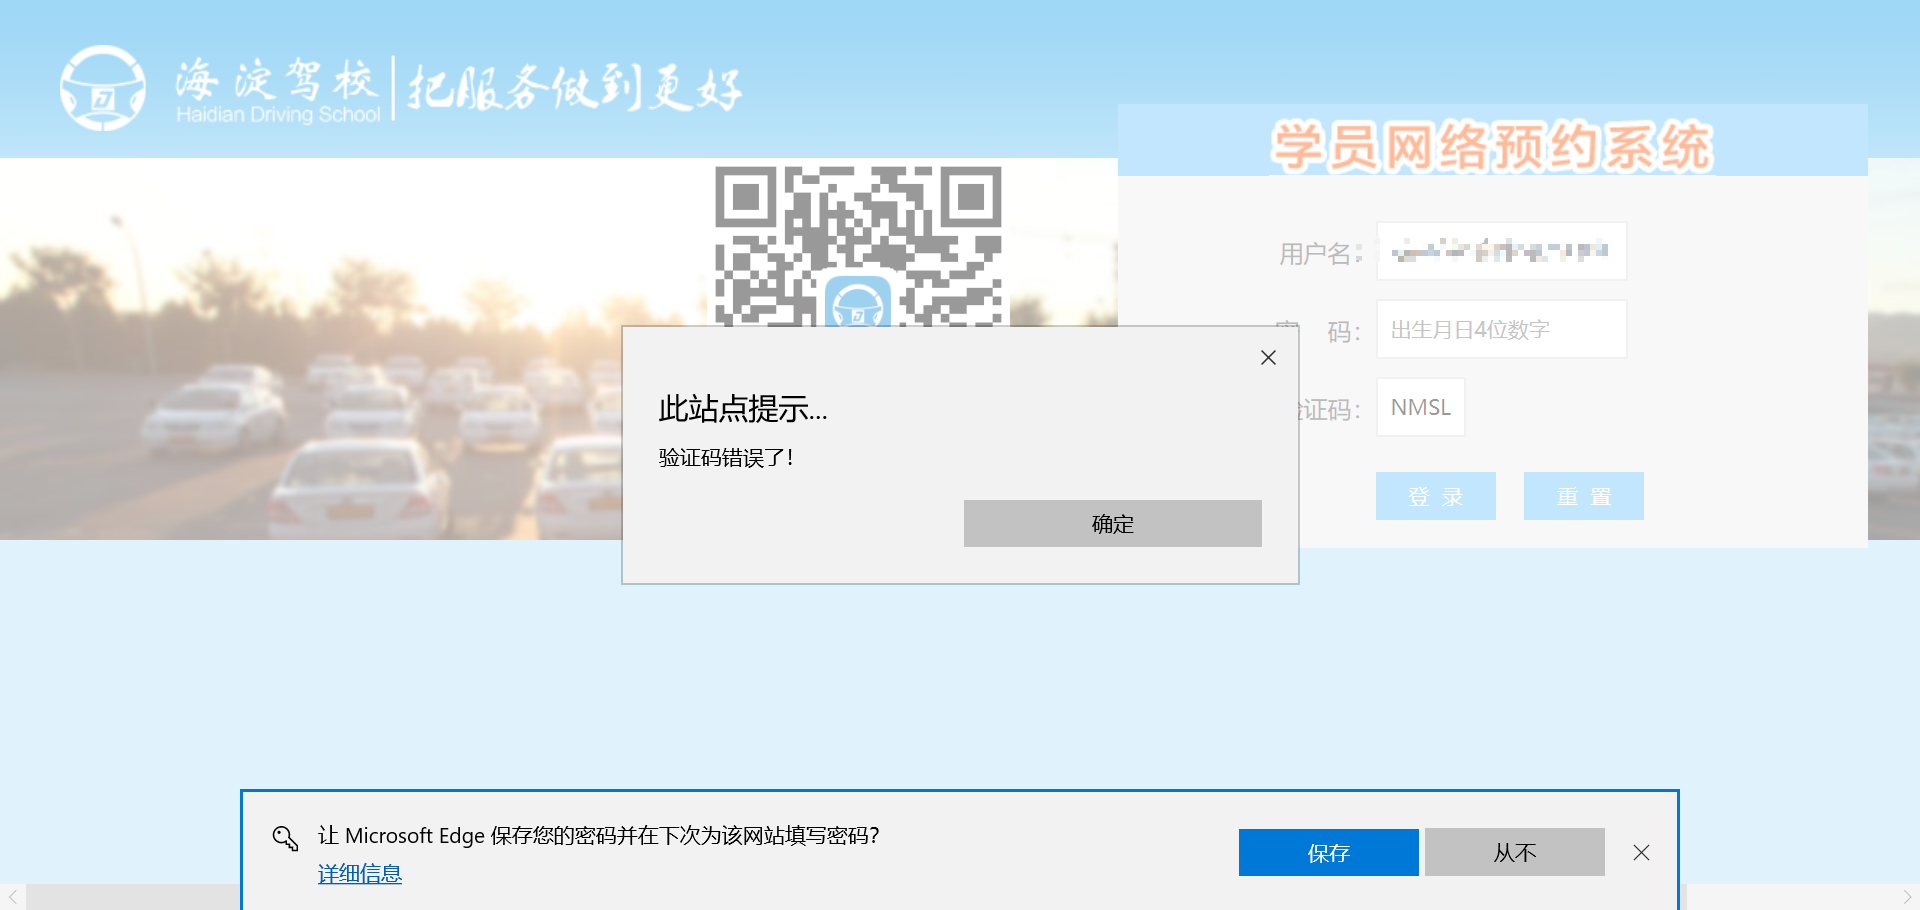 海淀驾校
Haidian Driving School
把服务做到更好
学员网络预约系统
用户名：
码：
出生月日4位数字
验证码：
NMSL
登 录
重 置
此站点提示...
验证码错误了！
确定
让 Microsoft Edge 保存您的密码并在下次为该网站填写密码？
详细信息
保存
从不